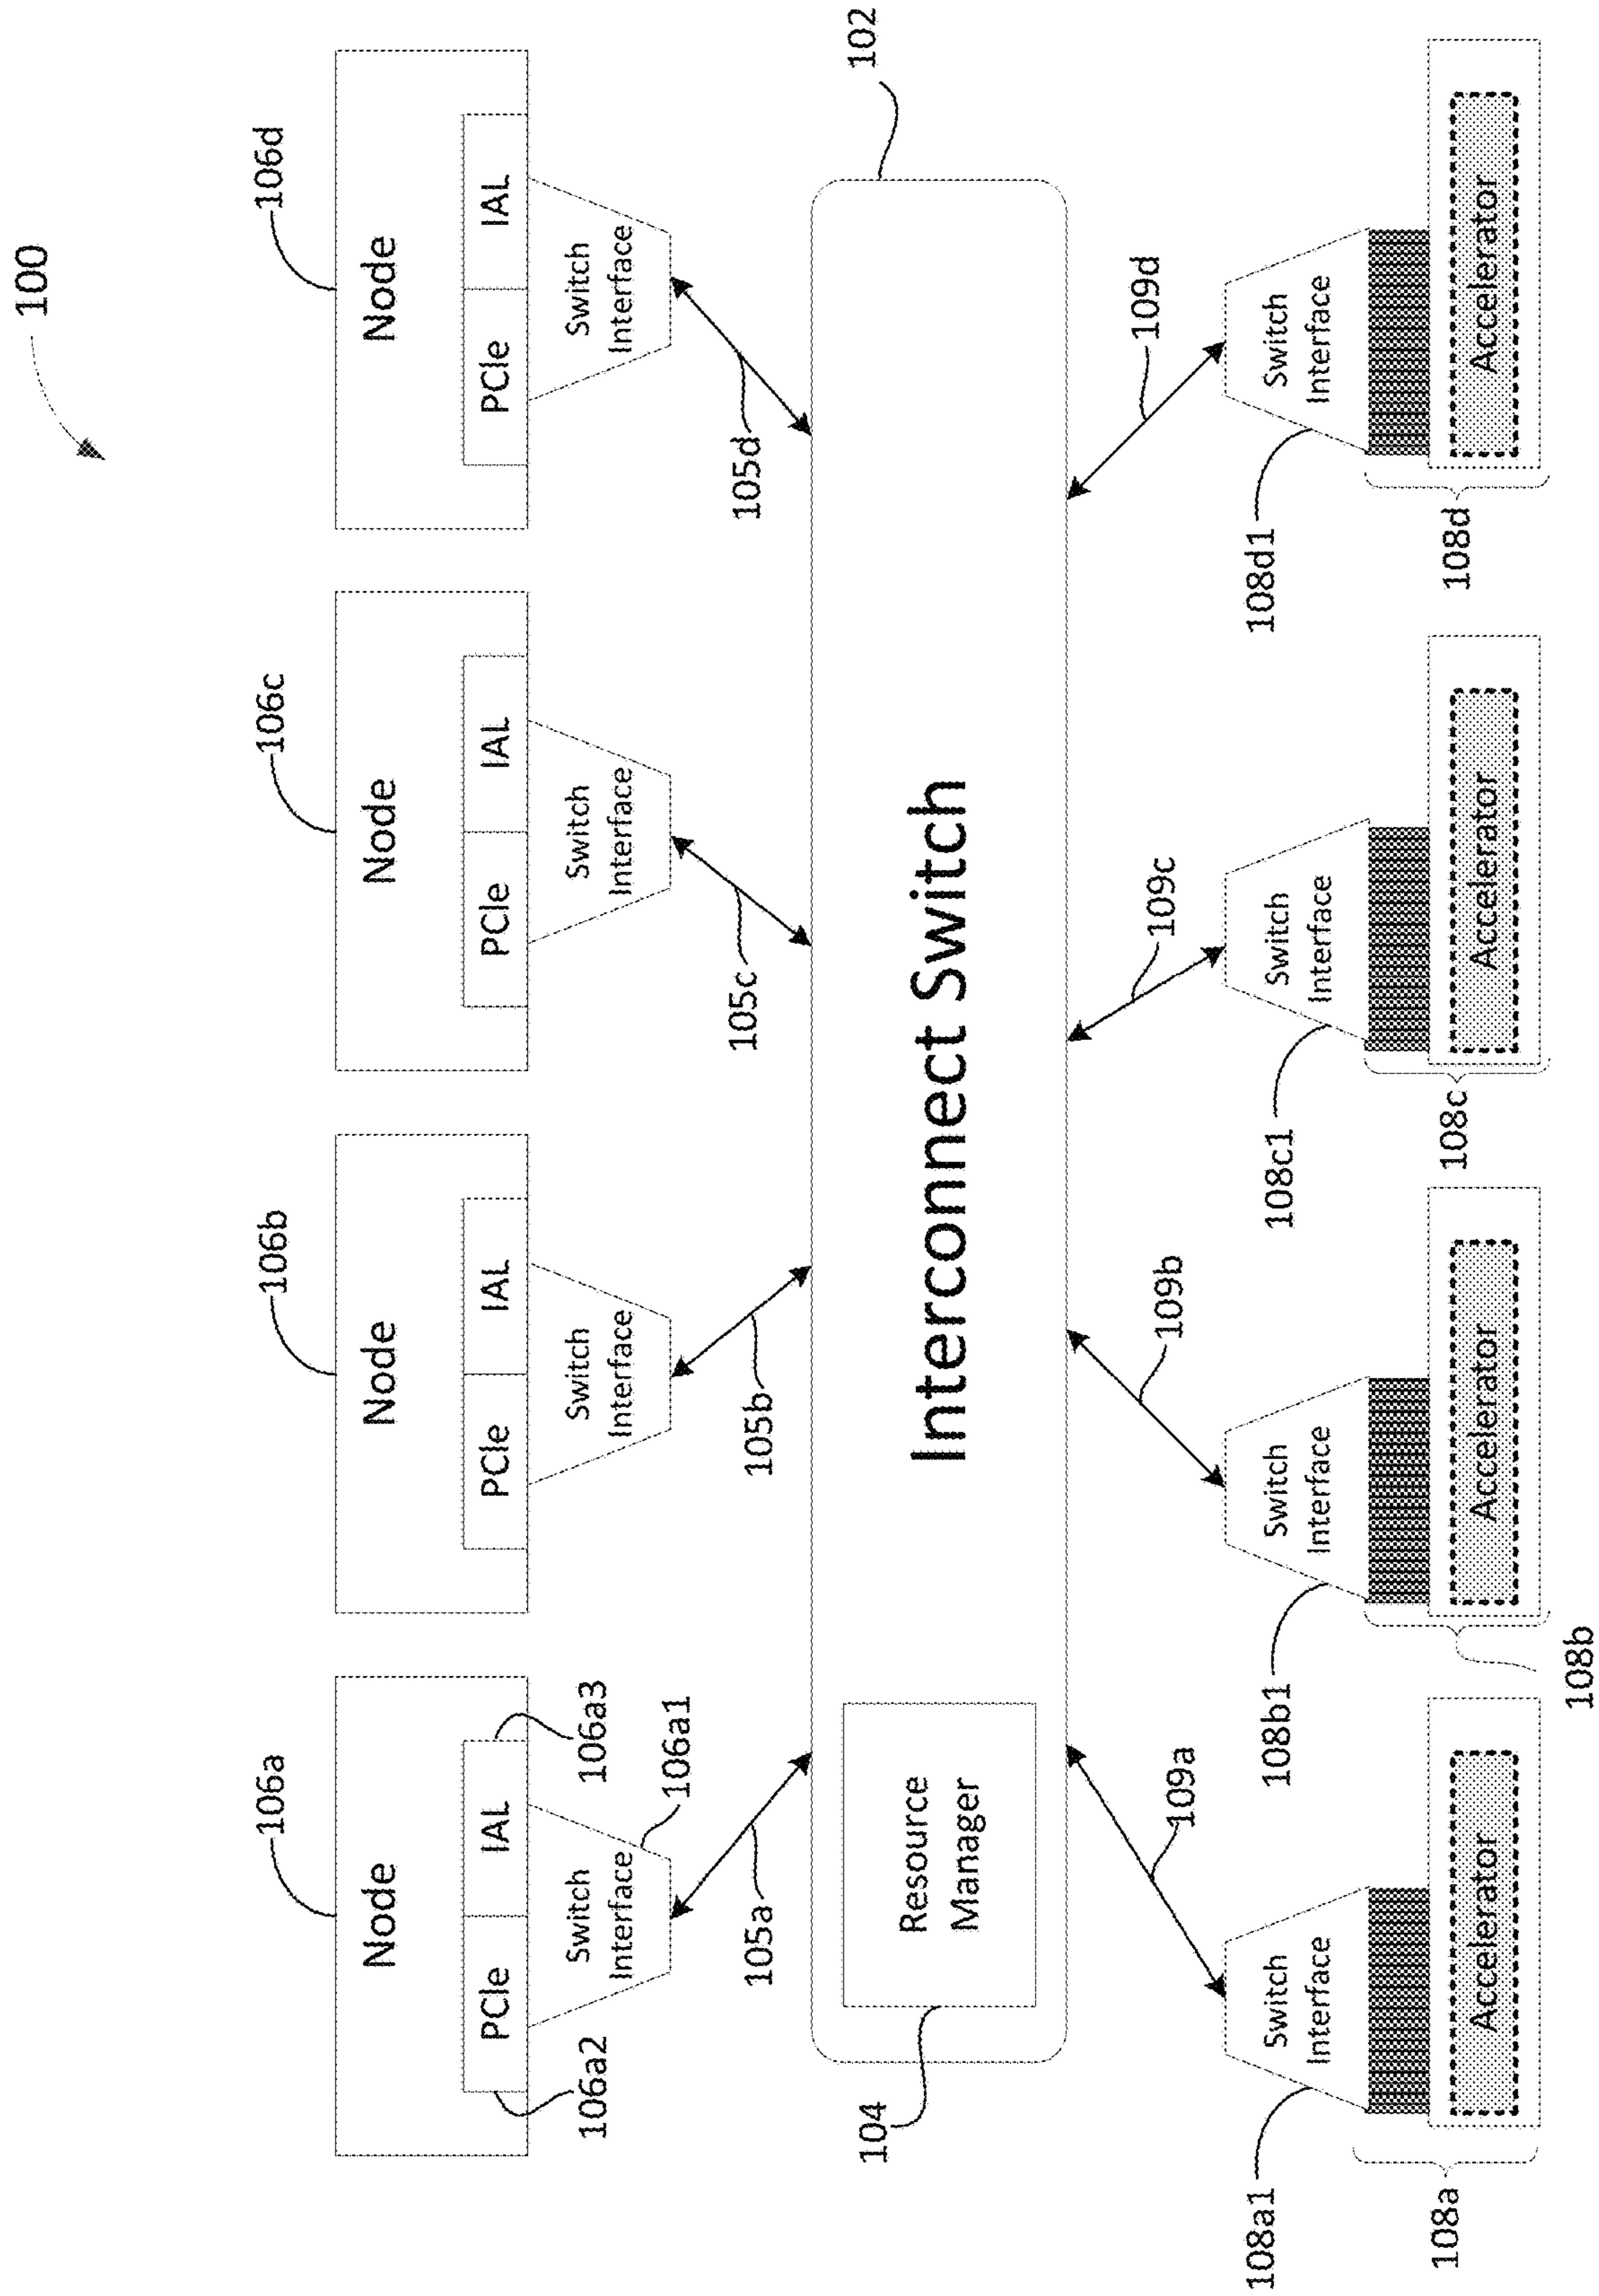 100
106a
106b
106c
106d
Node
Node
Node
Node
PCIe
IAL
PCIe
IAL
PCIe
IAL
PCIe
IAL
106a2
106a3
Switch
Interface
Switch
Interface
Switch
Interface
Switch
Interface
106a1
105a
105b
105c
105d
102
104
Resource
Manager
Interconnect Switch
109a
109b
109c
109d
108a1
Switch
Interface
108b1
Switch
Interface
108c1
Switch
Interface
108d1
Switch
Interface
108a
Accelerator
108b
Accelerator
108c
Accelerator
108d
Accelerator